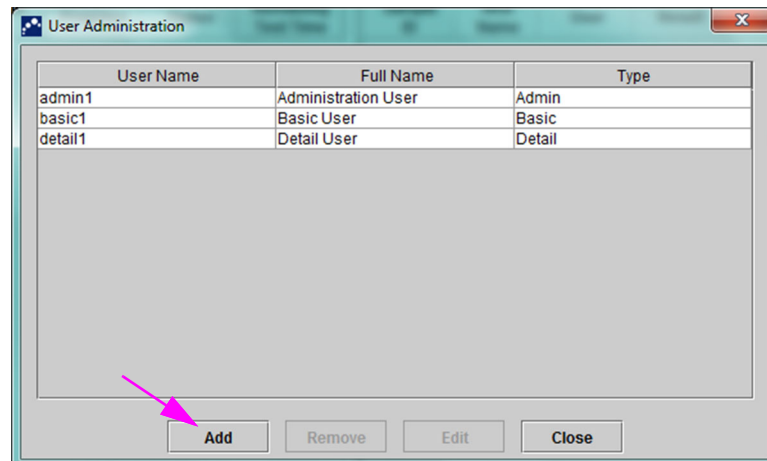 User Administration
User Name Full Name Type
admin1 Administration User Admin
basic1 Basic User Basic
detail1 Detail User Detail
Add Remove Edit Close